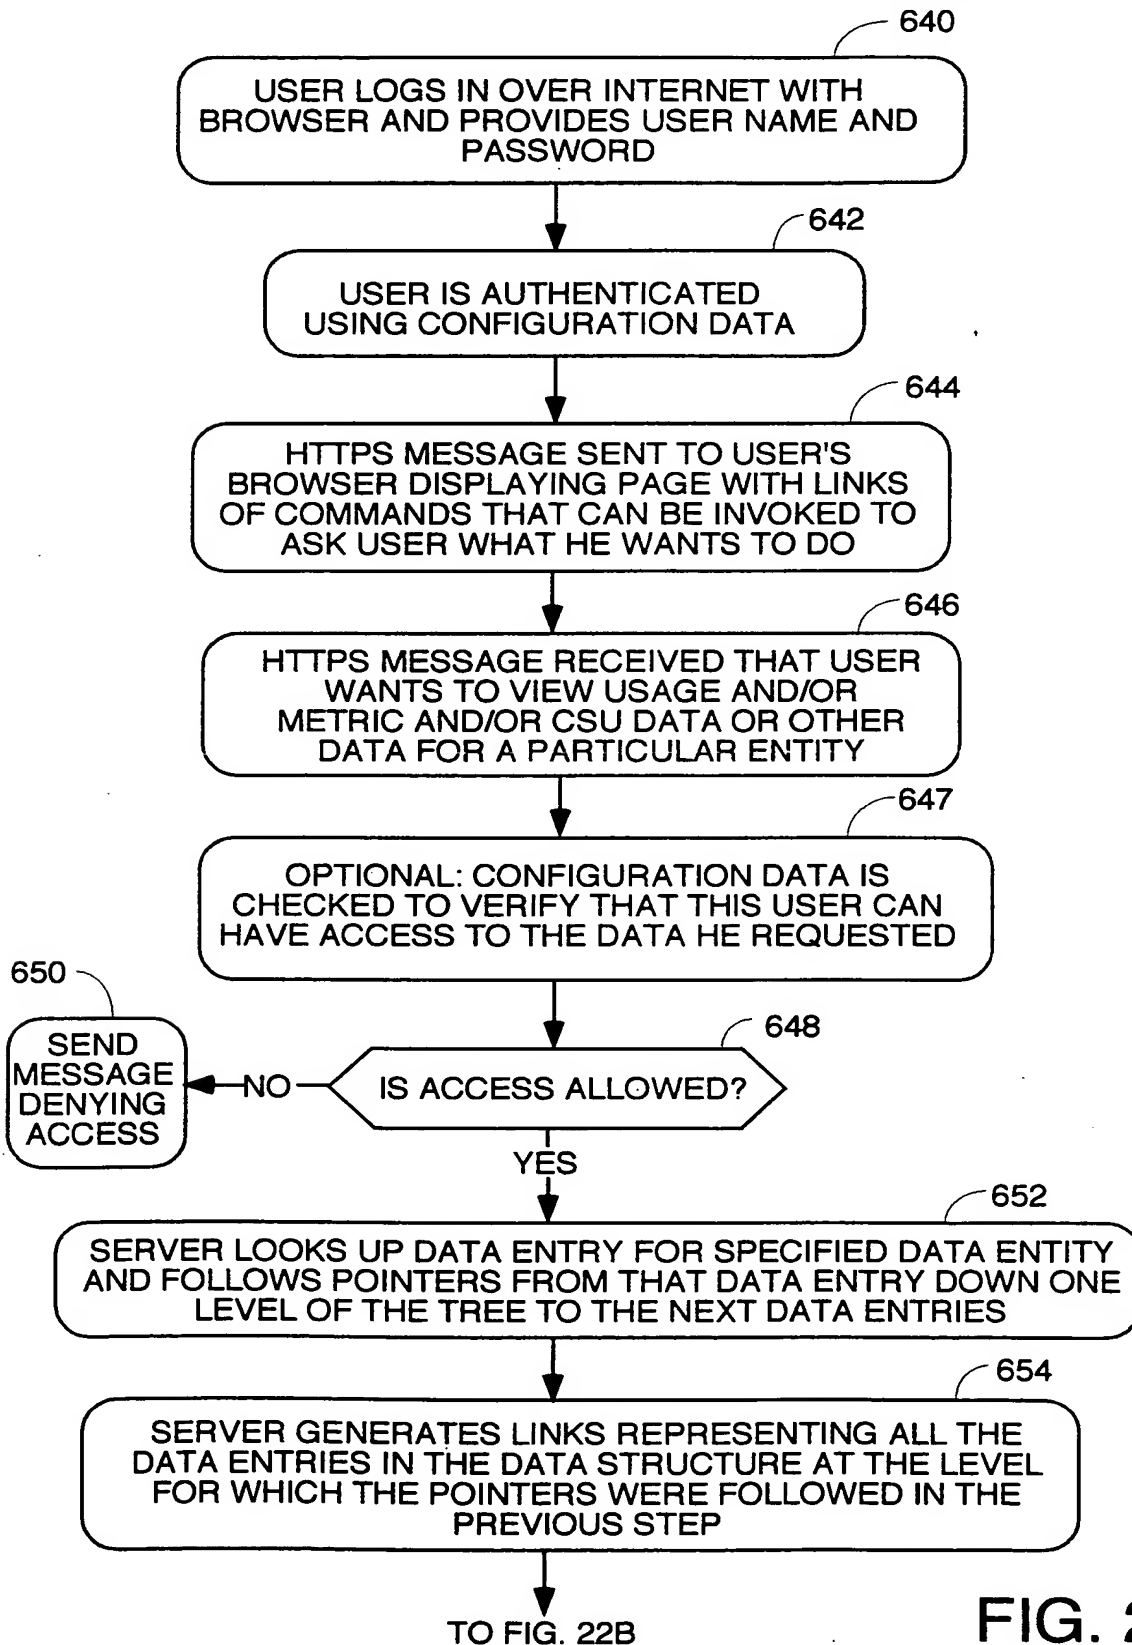 640
USER LOGS IN OVER INTERNET WITH
BROWSER AND PROVIDES USER NAME AND
PASSWORD
642
USER IS AUTHENTICATED
USING CONFIGURATION DATA
644
HTTPS MESSAGE SENT TO USER'S
BROWSER DISPLAYING PAGE WITH LINKS
OF COMMANDS THAT CAN BE INVOKED TO
ASK USER WHAT HE WANTS TO DO
646
HTTPS MESSAGE RECEIVED THAT USER
WANTS TO VIEW USAGE AND/OR
METRIC AND/OR CSU DATA OR OTHER
DATA FOR A PARTICULAR ENTITY
647
OPTIONAL: CONFIGURATION DATA IS
CHECKED TO VERIFY THAT THIS USER CAN
HAVE ACCESS TO THE DATA HE REQUESTED
650
SEND
MESSAGE
DENYING
ACCESS
NO
648
IS ACCESS ALLOWED?
YES
652
SERVER LOOKS UP DATA ENTRY FOR SPECIFIED DATA ENTITY
AND FOLLOWS POINTERS FROM THAT DATA ENTRY DOWN ONE
LEVEL OF THE TREE TO THE NEXT DATA ENTRIES
654
SERVER GENERATES LINKS REPRESENTING ALL THE
DATA ENTRIES IN THE DATA STRUCTURE AT THE LEVEL
FOR WHICH THE POINTERS WERE FOLLOWED IN THE
PREVIOUS STEP
TO FIG. 22B
FIG.